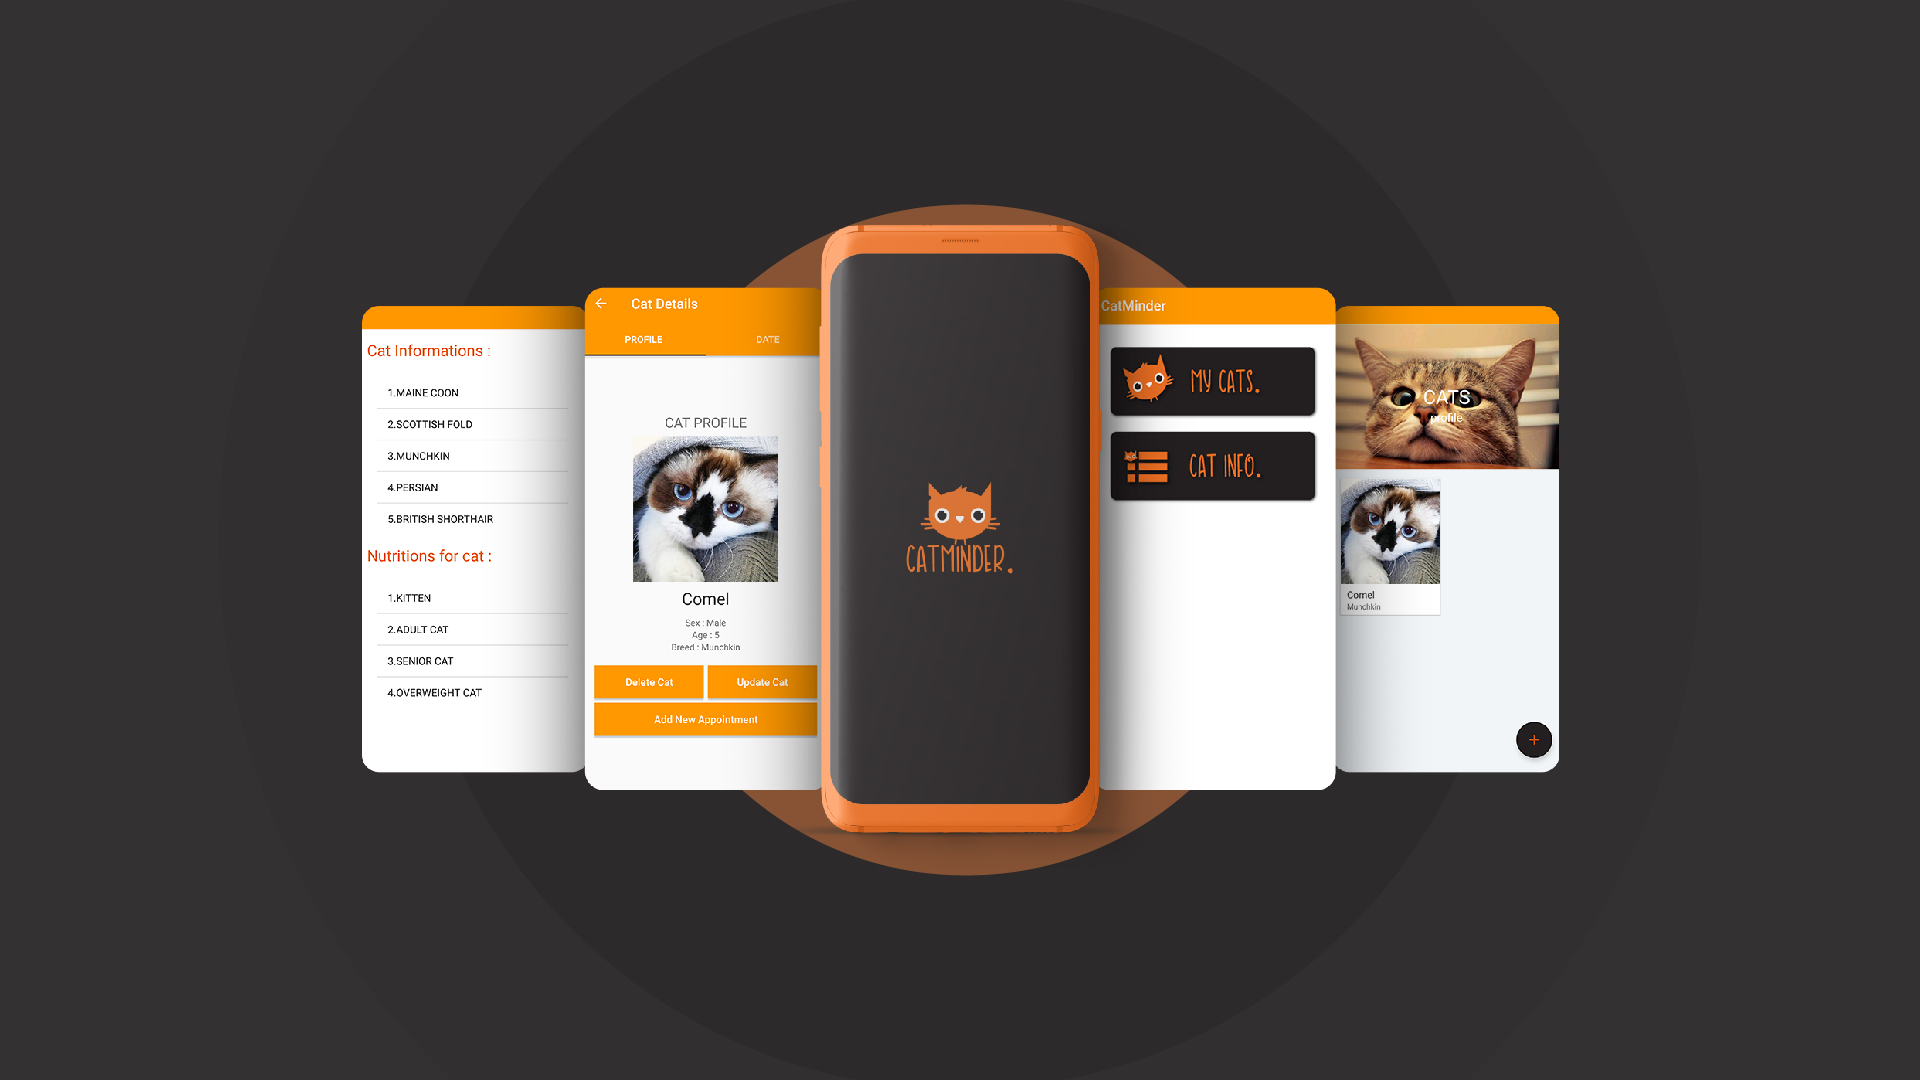 Cat Informations :
1.MAINE COON
2.SCOTTISH FOLD
3.MUNCHKIN
4.PERSIAN
5.BRITISH SHORTHAIR
Nutritions for cat :
1.KITTEN
2.ADULT CAT
3.SENIOR CAT
4.OVERWEIGHT CAT
Cat Details
PROFILE DATE
CAT PROFILE
Comel
Sex : Male
Age : 5
Breed : Munchkin
Delete Cat Update Cat
Add New Appointment
CATMINDER.
CatMinder
MY CATS.
CAT INFO.
CATS
profile
Comel
Munchkin